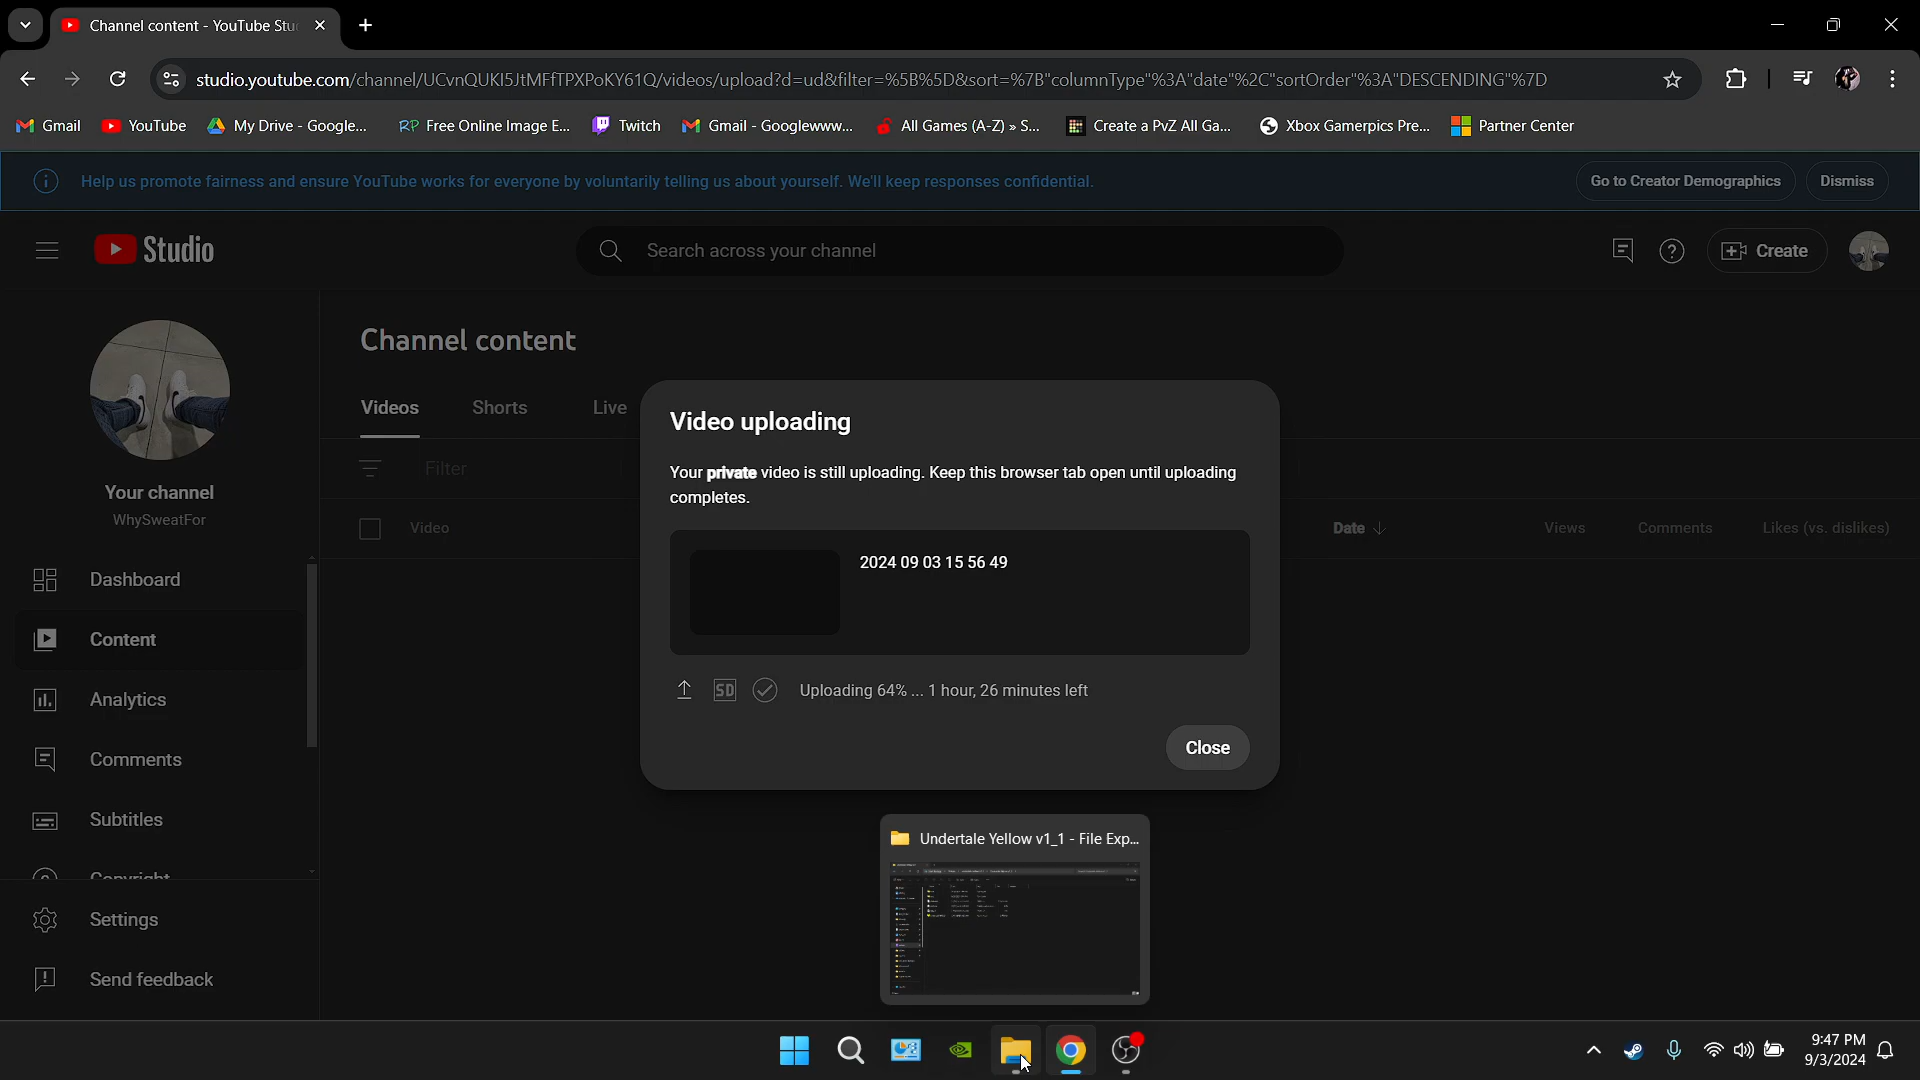 Channel content - YouTube Stu
studio.youtube.com/channel/UCvnQUKI5JtMFfTPXPoKY61Q/videos/upload?d=ud&filter=%5B%5D&sort=%7B"columnType"%3A"date"%2C"sortOrder"%3A"DESCENDING"%7D
Gmail YouTube My Drive - Google... Free Online Image E... Twitch Gmail - Googlewww... All Games (A-Z) » S... Create a PvZ All Ga... Xbox Gamerpics Pre... Partner Center
Help us promote fairness and ensure YouTube works for everyone by voluntarily telling us about yourself. We'll keep responses confidential. Go to Creator Demographics Dismiss
Studio Search across your channel Create
Channel content
Videos Shorts Live
Your channel
WhySweatFor
Filter
Video Date Views Comments Likes (vs. dislikes)
Dashboard
Content
Analytics
Comments
Subtitles
Copyright
Settings
Send feedback
Video uploading
Your private video is still uploading. Keep this browser tab open until uploading
completes.
2024 09 03 15 56 49
SD Uploading 64% ... 1 hour, 26 minutes left
Close
Undertale Yellow v1_1 - File Exp...
9:47 PM
9/3/2024